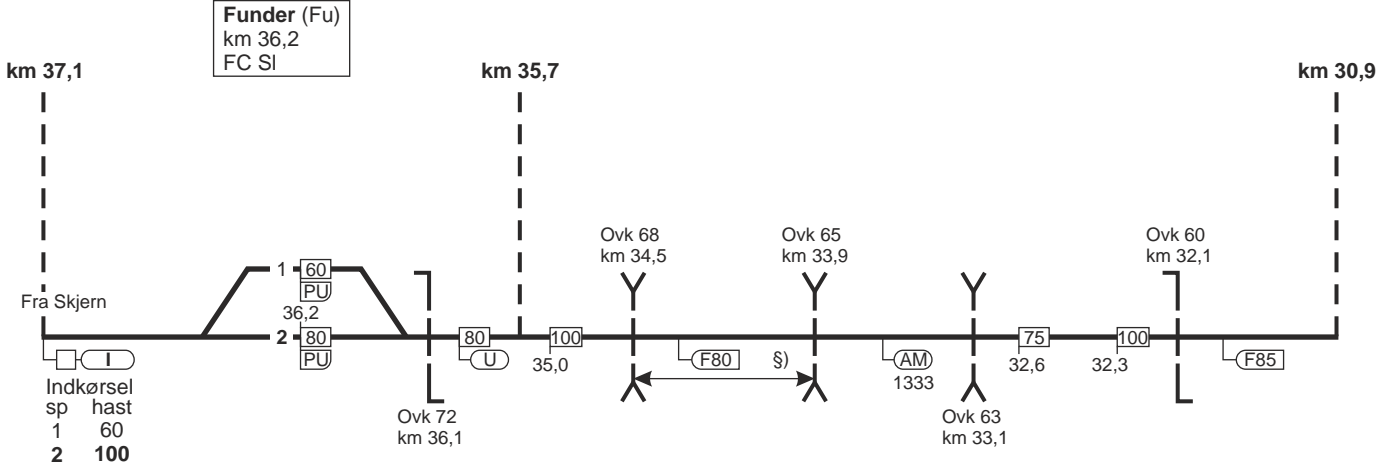 Funder (Fu)
km 36,2
FC Sl
km 37,1
km 35,7
km 30,9
Ovk 68
km 34,5
Ovk 65
km 33,9
Ovk 60
km 32,1
1
60
PU
Fra Skjern
36,2
2
80
PU
80
U
100
35,0
F80
§)
AM
1333
75
32,6
100
32,3
F85
I
Indkørsel
sp hast
1 60
2 100
Ovk 72
km 36,1
Ovk 63
km 33,1